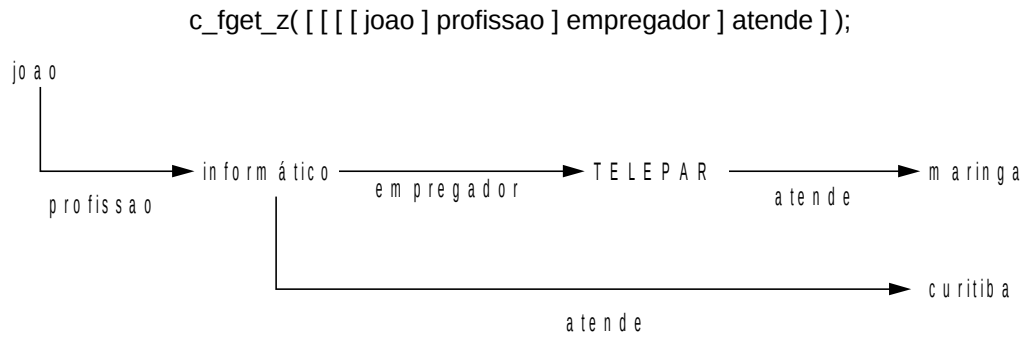 c_fget_z( [ [ [ [ joao ] profissao ] empregador ] atende ] );
joao
informático
TELEPAR
maringa
profissao
empregador
atende
curitiba
atende